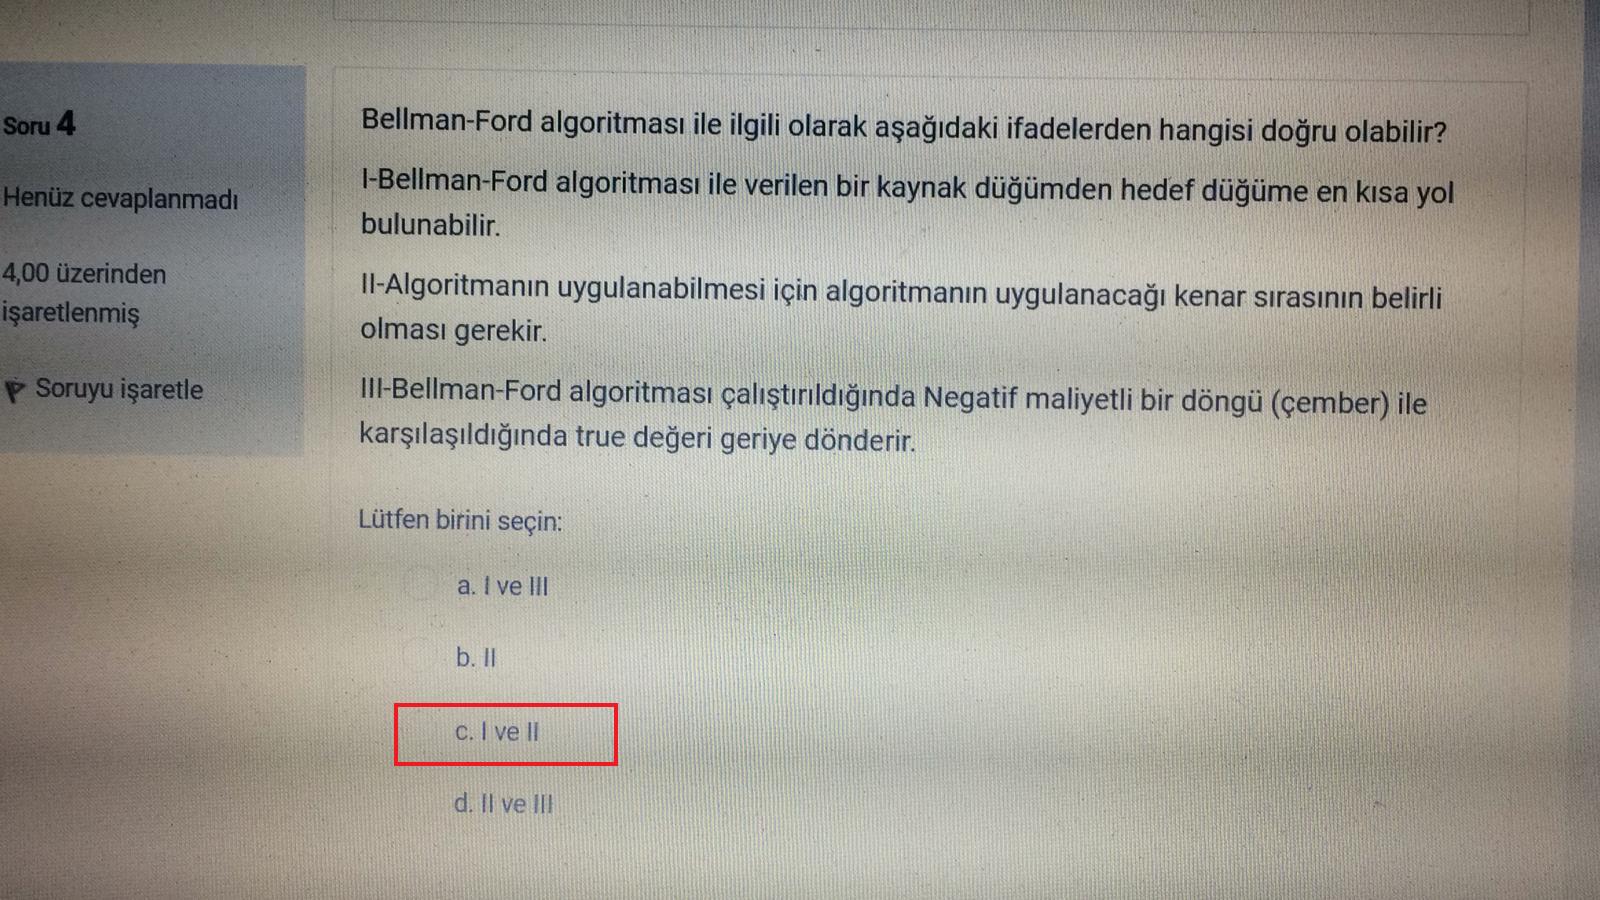 Soru 4
Henüz cevaplanmadı
4,00 üzerinden
işaretlenmiş
Soruyu işaretle
Bellman-Ford algoritması ile ilgili olarak aşağıdaki ifadelerden hangisi doğru olabilir?
I-Bellman-Ford algoritması ile verilen bir kaynak düğümden hedef düğüme en kısa yol
bulunabilir.
II-Algoritmanın uygulanabilmesi için algoritmanın uygulanacağı kenar sırasının belirli
olması gerekir.
III-Bellman-Ford algoritması çalıştırıldığında Negatif maliyetli bir döngü (çember) ile
karşılaşıldığında true değeri geriye dönderir.
Lütfen birini seçin:
a. I ve III
b. II
c. I ve II
d. II ve III